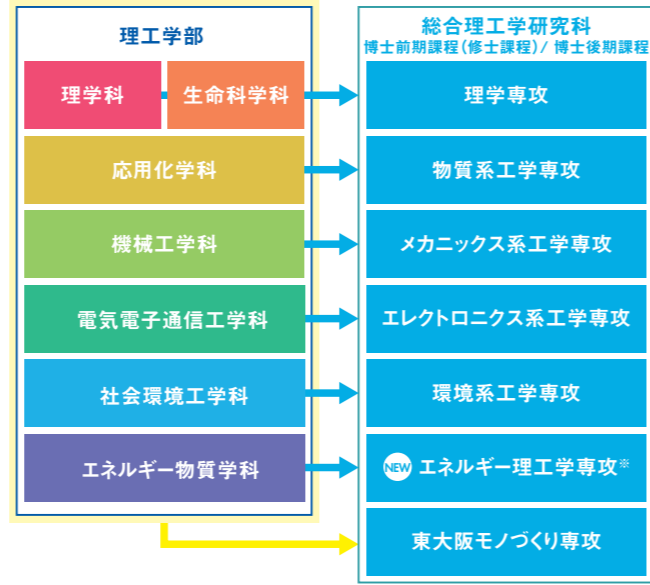 理工学部
理学科
生命科学科
応用化学科
機械工学科
電気電子通信工学科
社会環境工学科
エネルギー物質学科
総合理工学研究科
博士前期課程(修士課程)/ 博士後期課程
理学専攻
物質系工学専攻
メカニックス系工学専攻
エレクトロニクス系工学専攻
環境系工学専攻
NEW エネルギー理工学専攻※
東大阪モノづくり専攻